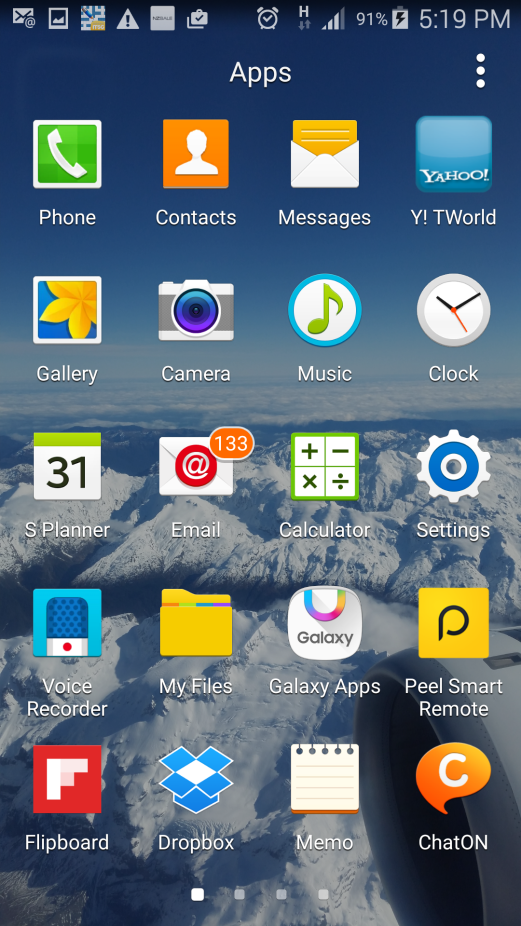 H 91% 5:19 PM
Apps
YAHOO!
Phone Contacts Messages Y! TWorld
Gallery Camera Music Clock
31
133
@
S Planner Email Calculator Settings
Galaxy
Voice Recorder My Files Galaxy Apps Peel Smart Remote
C
Flipboard Dropbox Memo ChatON